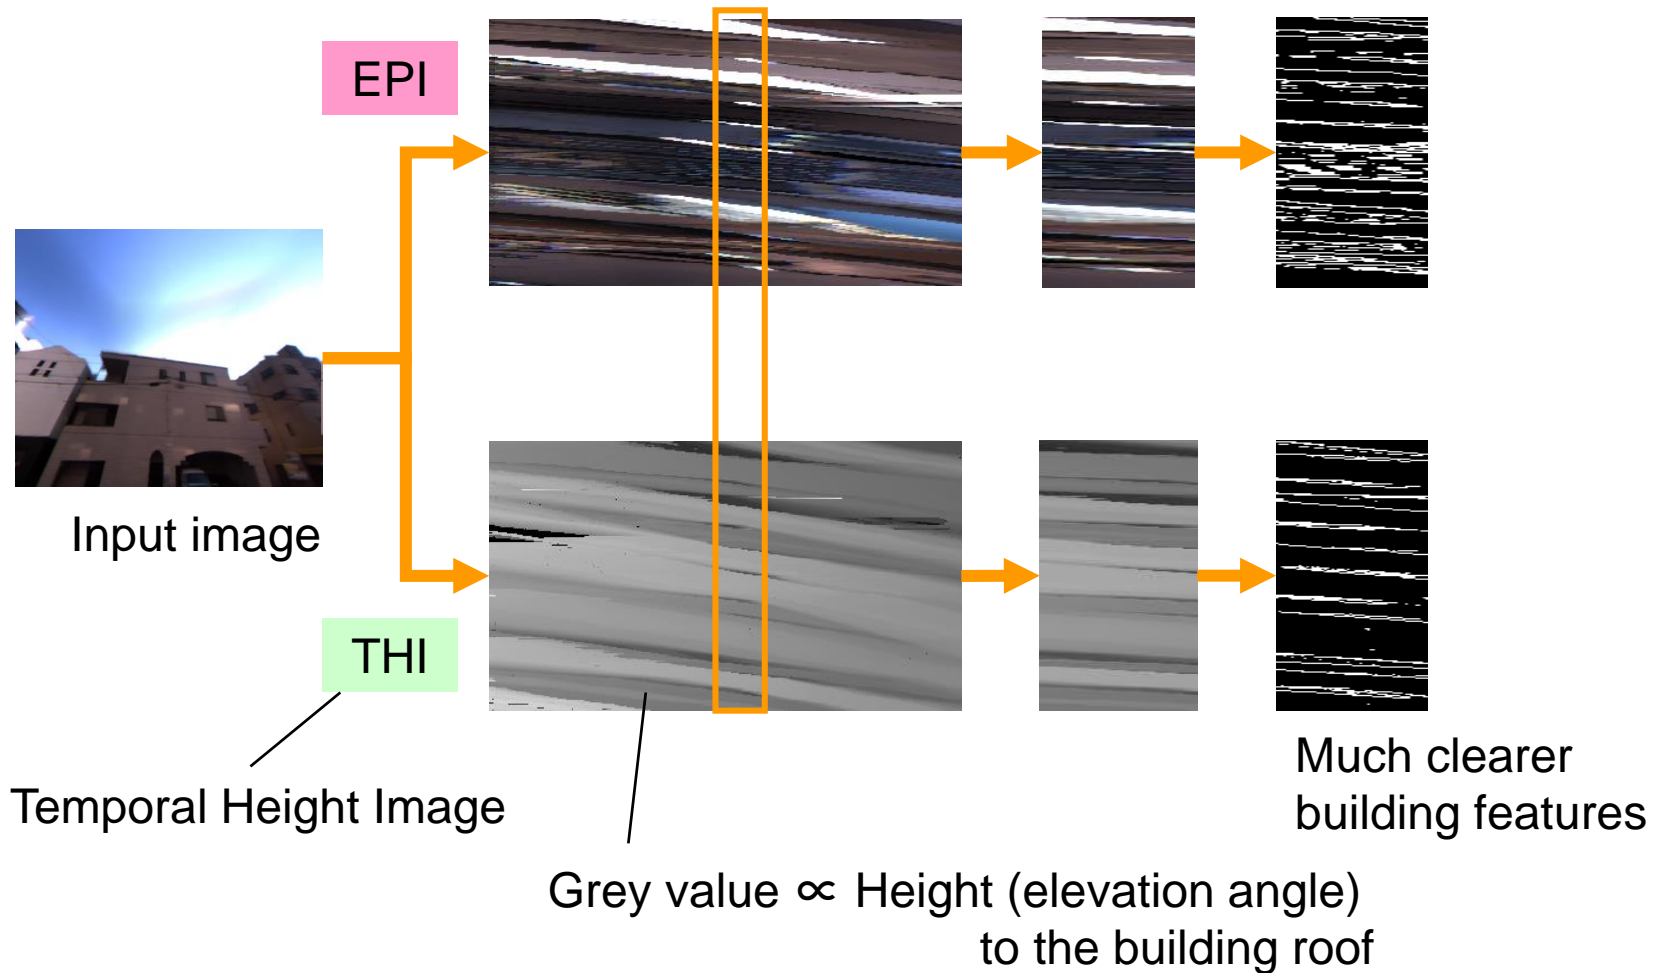 EPI
Input image
THI
Temporal Height Image
Much clearer
building features
Grey value ∝ Height (elevation angle)
to the building roof